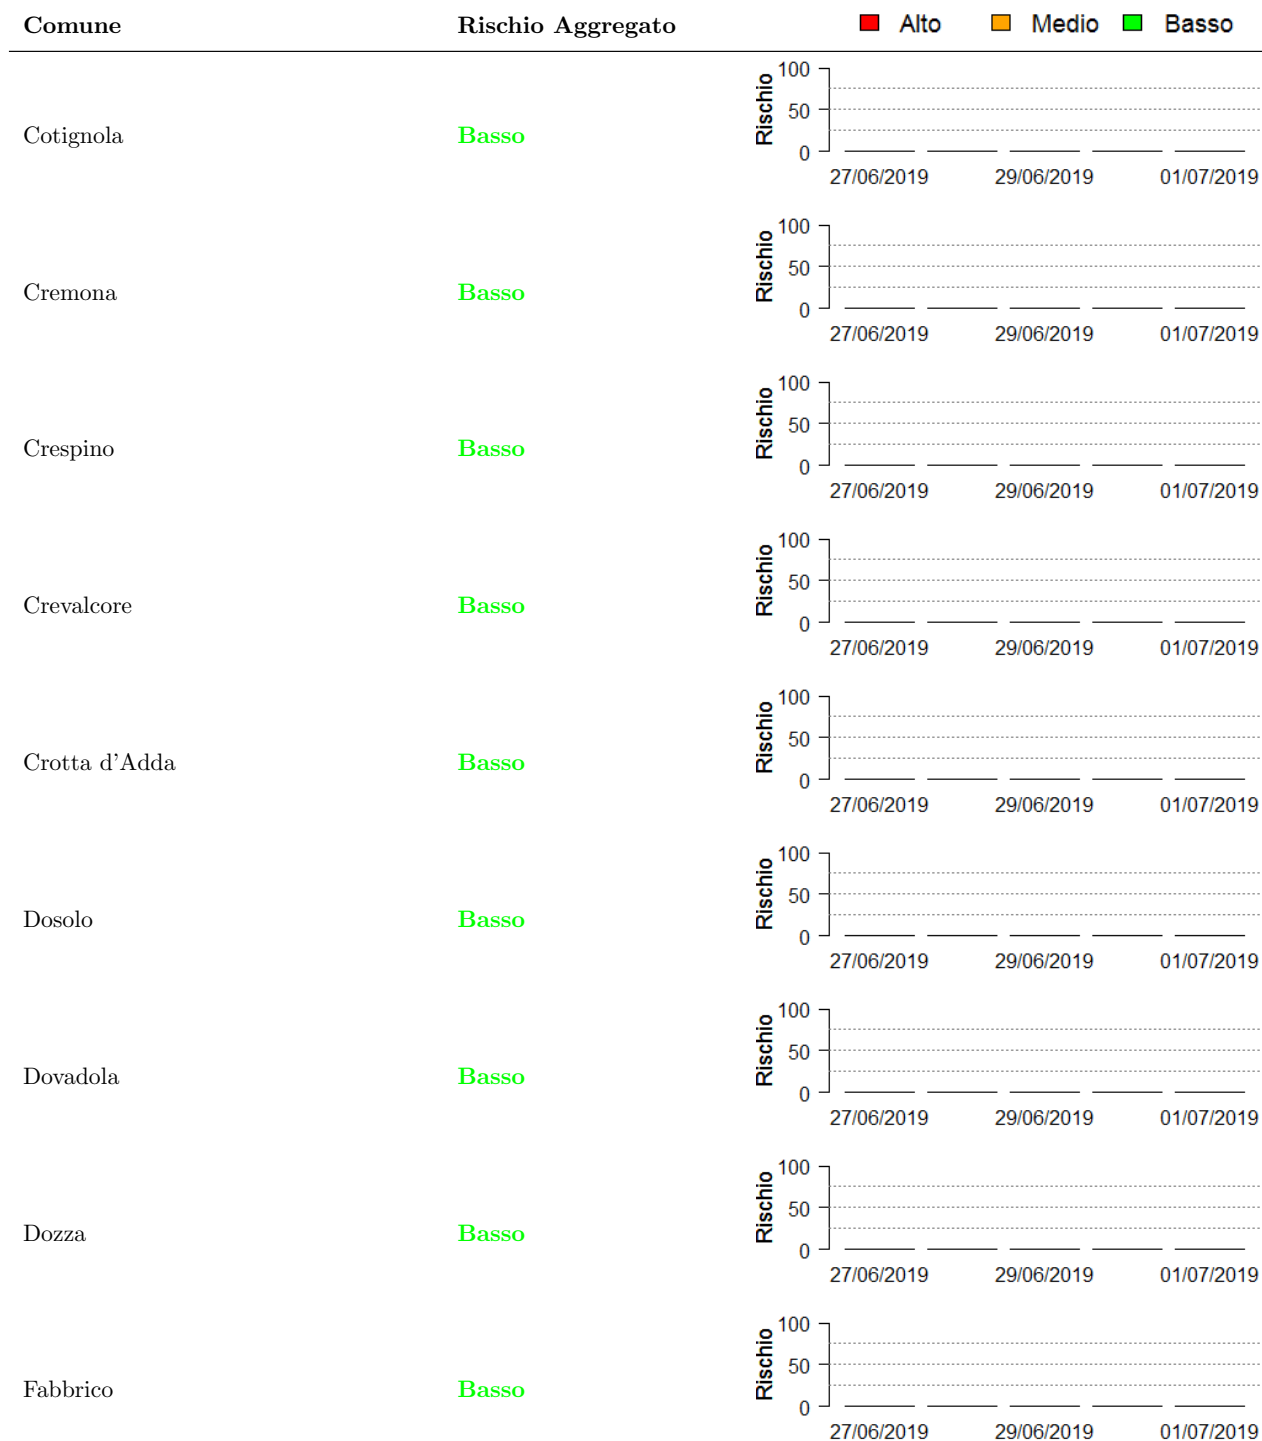 Comune Rischio Aggregato Alto Medio Basso
100
50
0
Rischio
Cotignola Basso
27/06/2019 29/06/2019 01/07/2019
100
50
0
Rischio
Cremona Basso
27/06/2019 29/06/2019 01/07/2019
100
50
0
Rischio
Crespino Basso
27/06/2019 29/06/2019 01/07/2019
100
50
0
Rischio
Crevalcore Basso
27/06/2019 29/06/2019 01/07/2019
100
50
0
Rischio
Crotta d'Adda Basso
27/06/2019 29/06/2019 01/07/2019
100
50
0
Rischio
Dosolo Basso
27/06/2019 29/06/2019 01/07/2019
100
50
0
Rischio
Dovadola Basso
27/06/2019 29/06/2019 01/07/2019
100
50
0
Rischio
Dozza Basso
27/06/2019 29/06/2019 01/07/2019
100
50
0
Rischio
Fabbrico Basso
27/06/2019 29/06/2019 01/07/2019